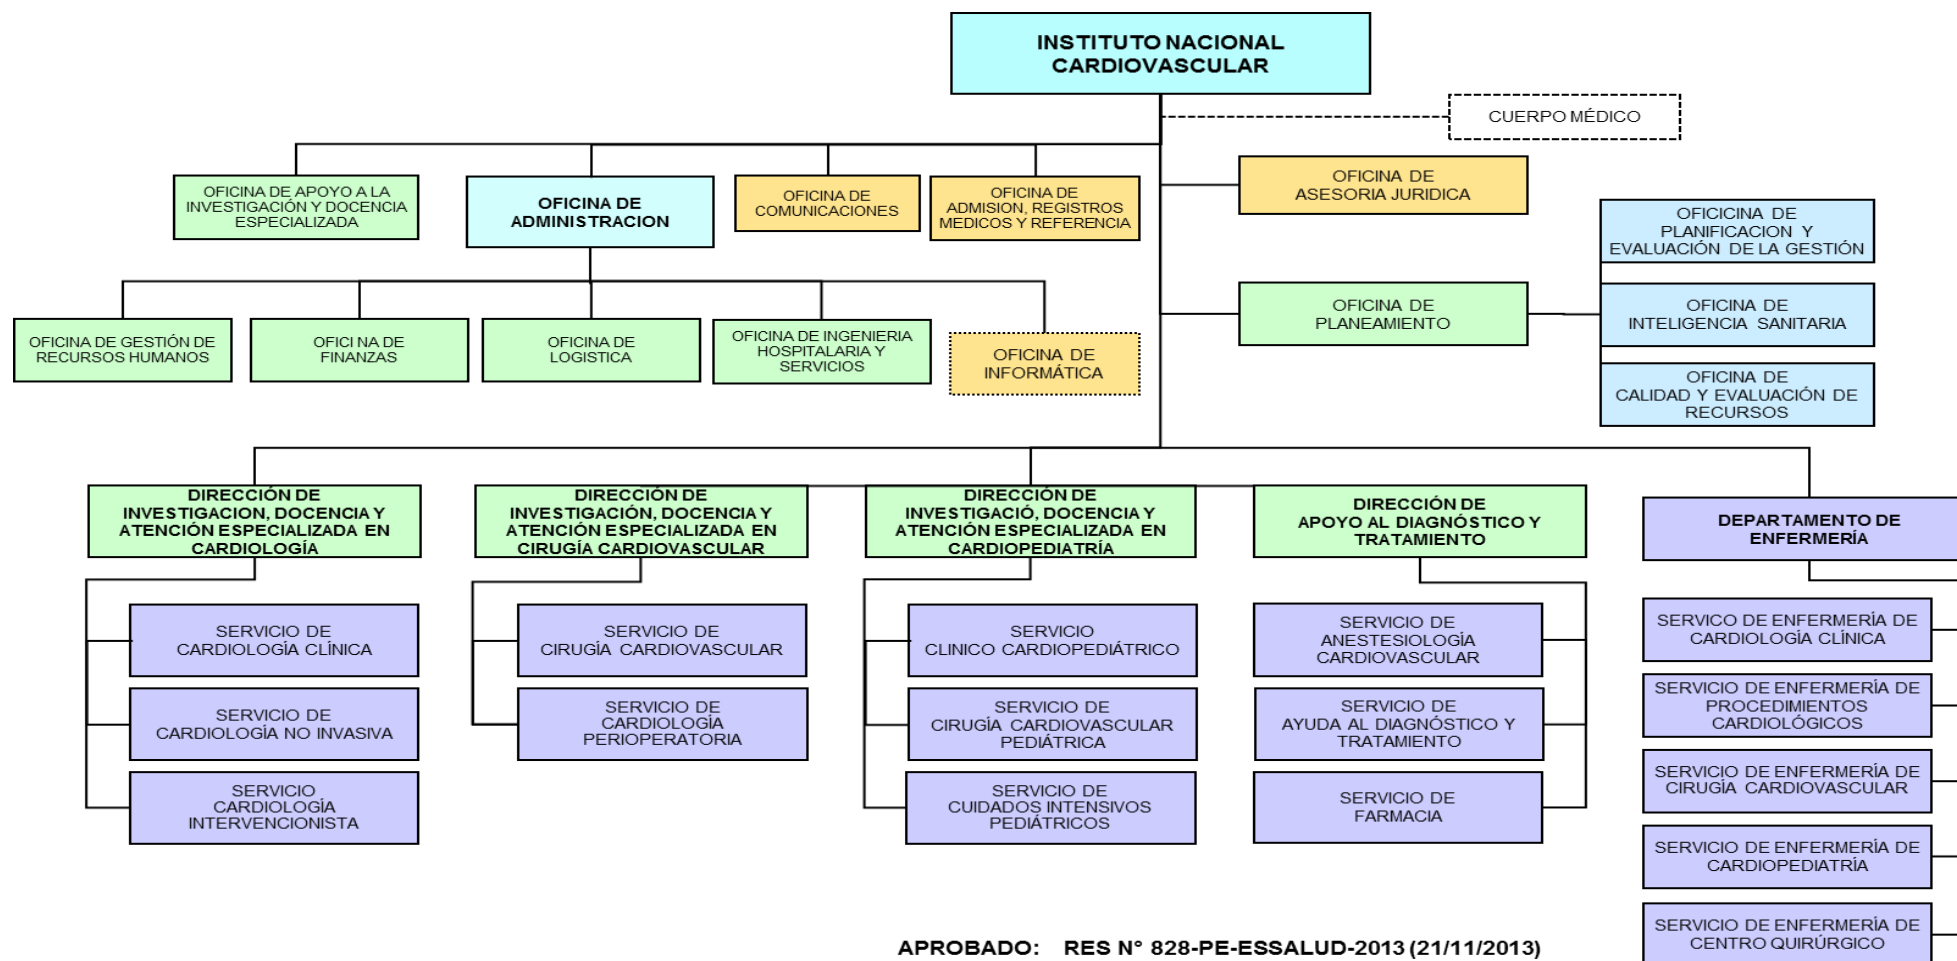 INSTITUTO NACIONAL
CARDIOVASCULAR
CUERPO MÉDICO
OFICINA DE APOYO A LA
INVESTIGACIÓN Y DOCENCIA
ESPECIALIZADA
OFICINA DE
ADMINISTRACION
OFICINA DE
COMUNICACIONES
OFICINA DE
ADMISION, REGISTROS
MEDICOS Y REFERENCIA
OFICINA DE
ASESORIA JURIDICA
OFICICINA DE
PLANIFICACION Y
EVALUACIÓN DE LA GESTIÓN
OFICINA DE
PLANEAMIENTO
OFICINA DE
INTELIGENCIA SANITARIA
OFICINA DE
CALIDAD Y EVALUACIÓN DE
RECURSOS
OFICINA DE GESTIÓN DE
RECURSOS HUMANOS
OFICI NA DE
FINANZAS
OFICINA DE
LOGISTICA
OFICINA DE INGENIERIA
HOSPITALARIA Y
SERVICIOS
OFICINA DE
INFORMÁTICA
DIRECCIÓN DE
INVESTIGACION, DOCENCIA Y
ATENCIÓN ESPECIALIZADA EN
CARDIOLOGÍA
DIRECCIÓN DE
INVESTIGACIÓN, DOCENCIA Y
ATENCIÓN ESPECIALIZADA EN
CIRUGÍA CARDIOVASCULAR
DIRECCIÓN DE
INVESTIGACIÓ, DOCENCIA Y
ATENCIÓN ESPECIALIZADA EN
CARDIOPEDIATRÍA
DIRECCIÓN DE
APOYO AL DIAGNÓSTICO Y
TRATAMIENTO
DEPARTAMENTO DE
ENFERMERÍA
SERVICIO DE
CARDIOLOGÍA CLÍNICA
SERVICIO DE
CARDIOLOGÍA NO INVASIVA
SERVICIO
CARDIOLOGÍA
INTERVENCIONISTA
SERVICIO DE
CIRUGÍA CARDIOVASCULAR
SERVICIO DE
CARDIOLOGÍA
PERIOPERATORIA
SERVICIO
CLINICO CARDIOPEDIÁTRICO
SERVICIO DE
CIRUGÍA CARDIOVASCULAR
PEDIÁTRICA
SERVICIO DE
CUIDADOS INTENSIVOS
PEDIÁTRICOS
SERVICIO DE
ANESTESIOLOGÍA
CARDIOVASCULAR
SERVICIO DE
AYUDA AL DIAGNÓSTICO Y
TRATAMIENTO
SERVICIO DE
FARMACIA
SERVICO DE ENFERMERÍA DE
CARDIOLOGÍA CLÍNICA
SERVICIO DE ENFERMERÍA DE
PROCEDIMIENTOS
CARDIOLÓGICOS
SERVICIO DE ENFERMERÍA DE
CIRUGÍA CARDIOVASCULAR
SERVICIO DE ENFERMERÍA DE
CARDIOPEDIATRÍA
SERVICIO DE ENFERMERÍA DE
CENTRO QUIRÚRGICO
APROBADO: RES N° 828-PE-ESSALUD-2013 (21/11/2013)